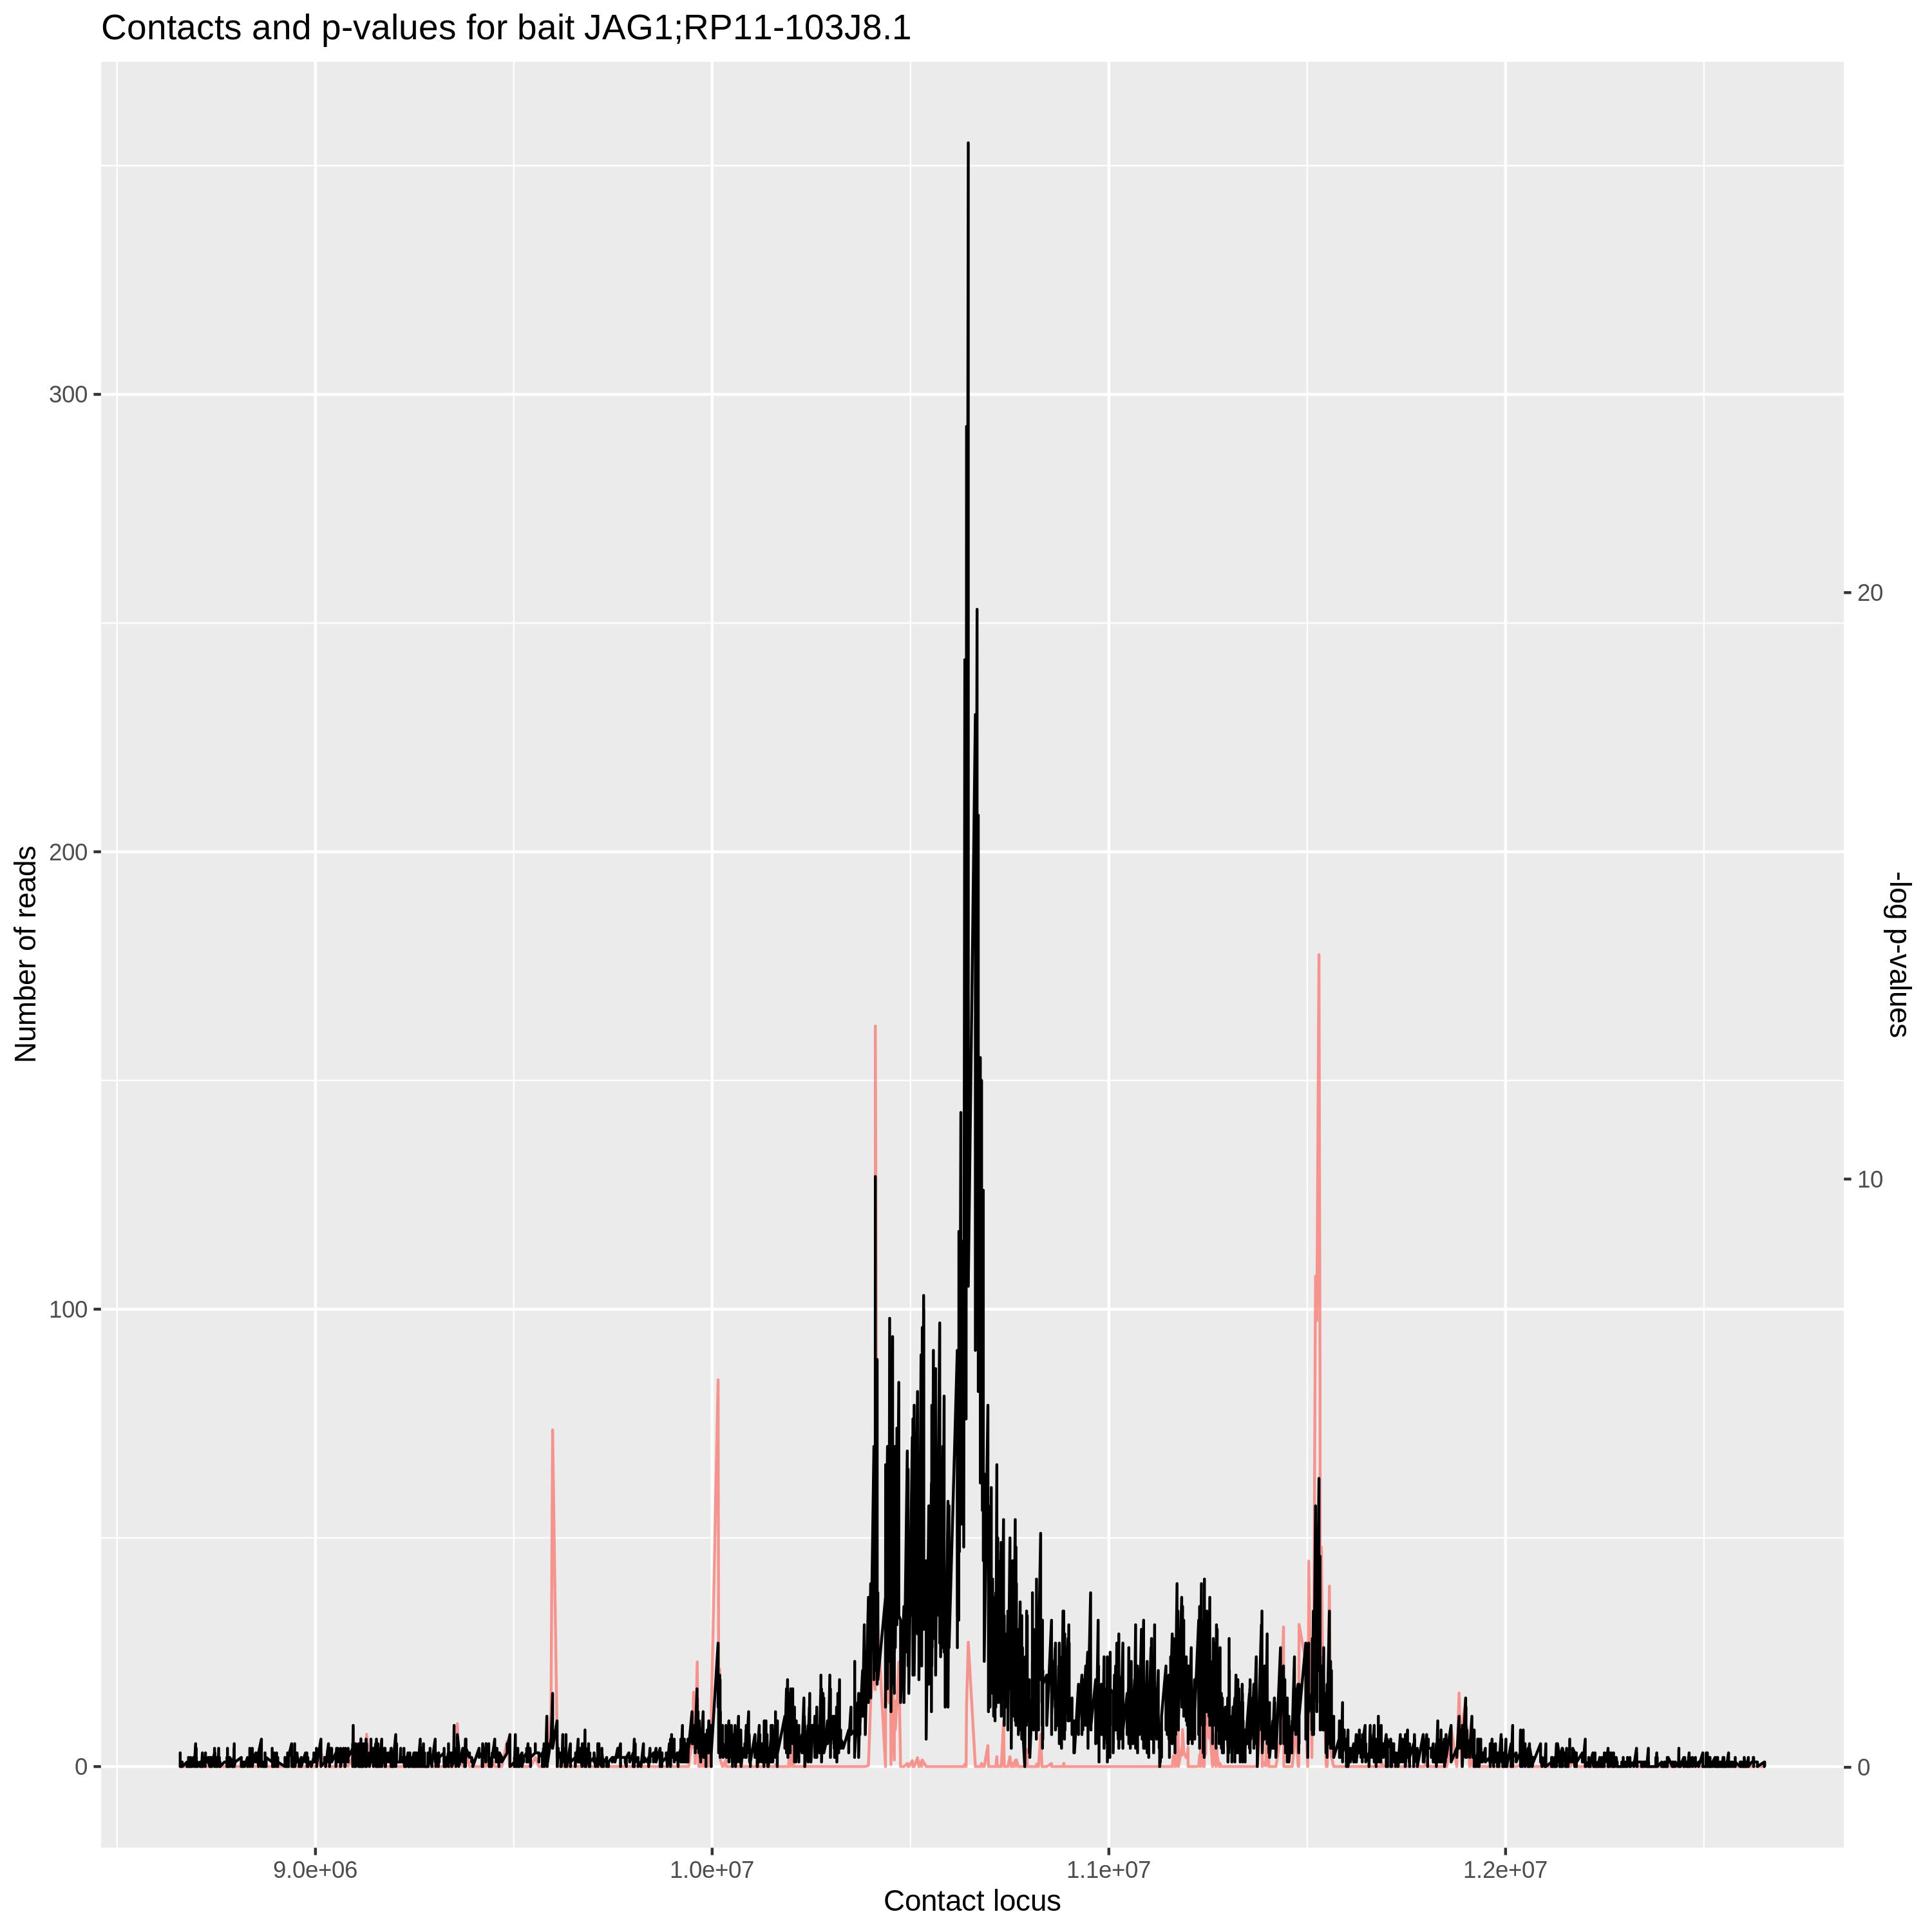 Contacts and p-values for bait JAG1;RP11-103J8.1
300
200
100
0
Number of reads
20
10
0
-log p-values
9.0e+06 1.0e+07 1.1e+07 1.2e+07
Contact locus